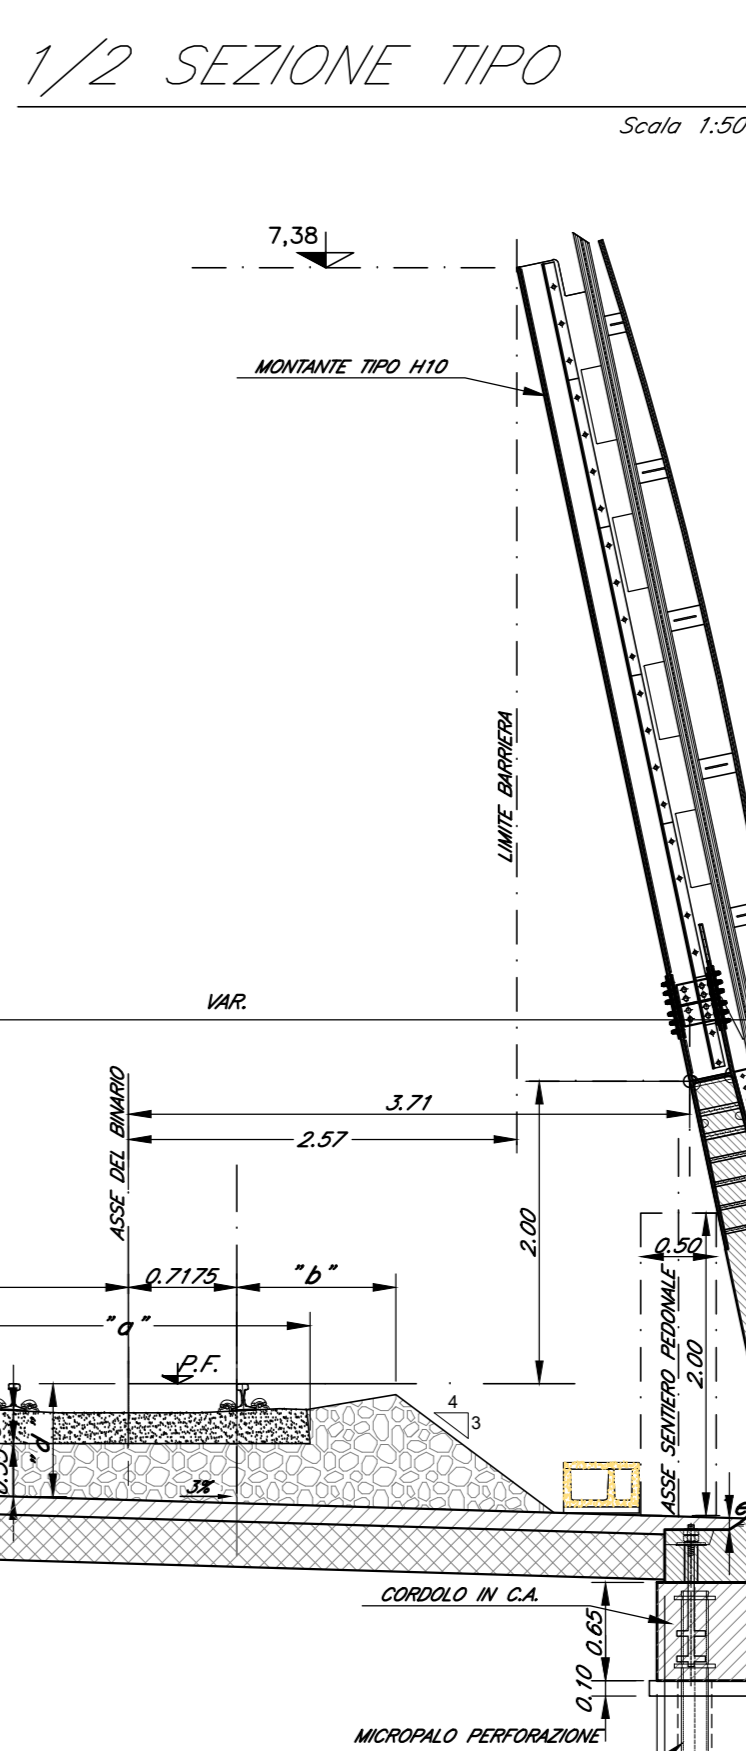 1/2 SEZIONE TIPO
Scala 1:50
7,38
MONTANTE TIPO H10
LIMITE BARRIERA
VAR.
ASSE DEL BINARIO
3.71
2.57
2.00
0.50
0.7175
"b"
"a"
ASSE SENTIERO PEDONALE
2.00
P.F.
4
3
"d"
3%
CORDOLO IN C.A.
0.65
0.10
MICROPALO PERFORAZIONE